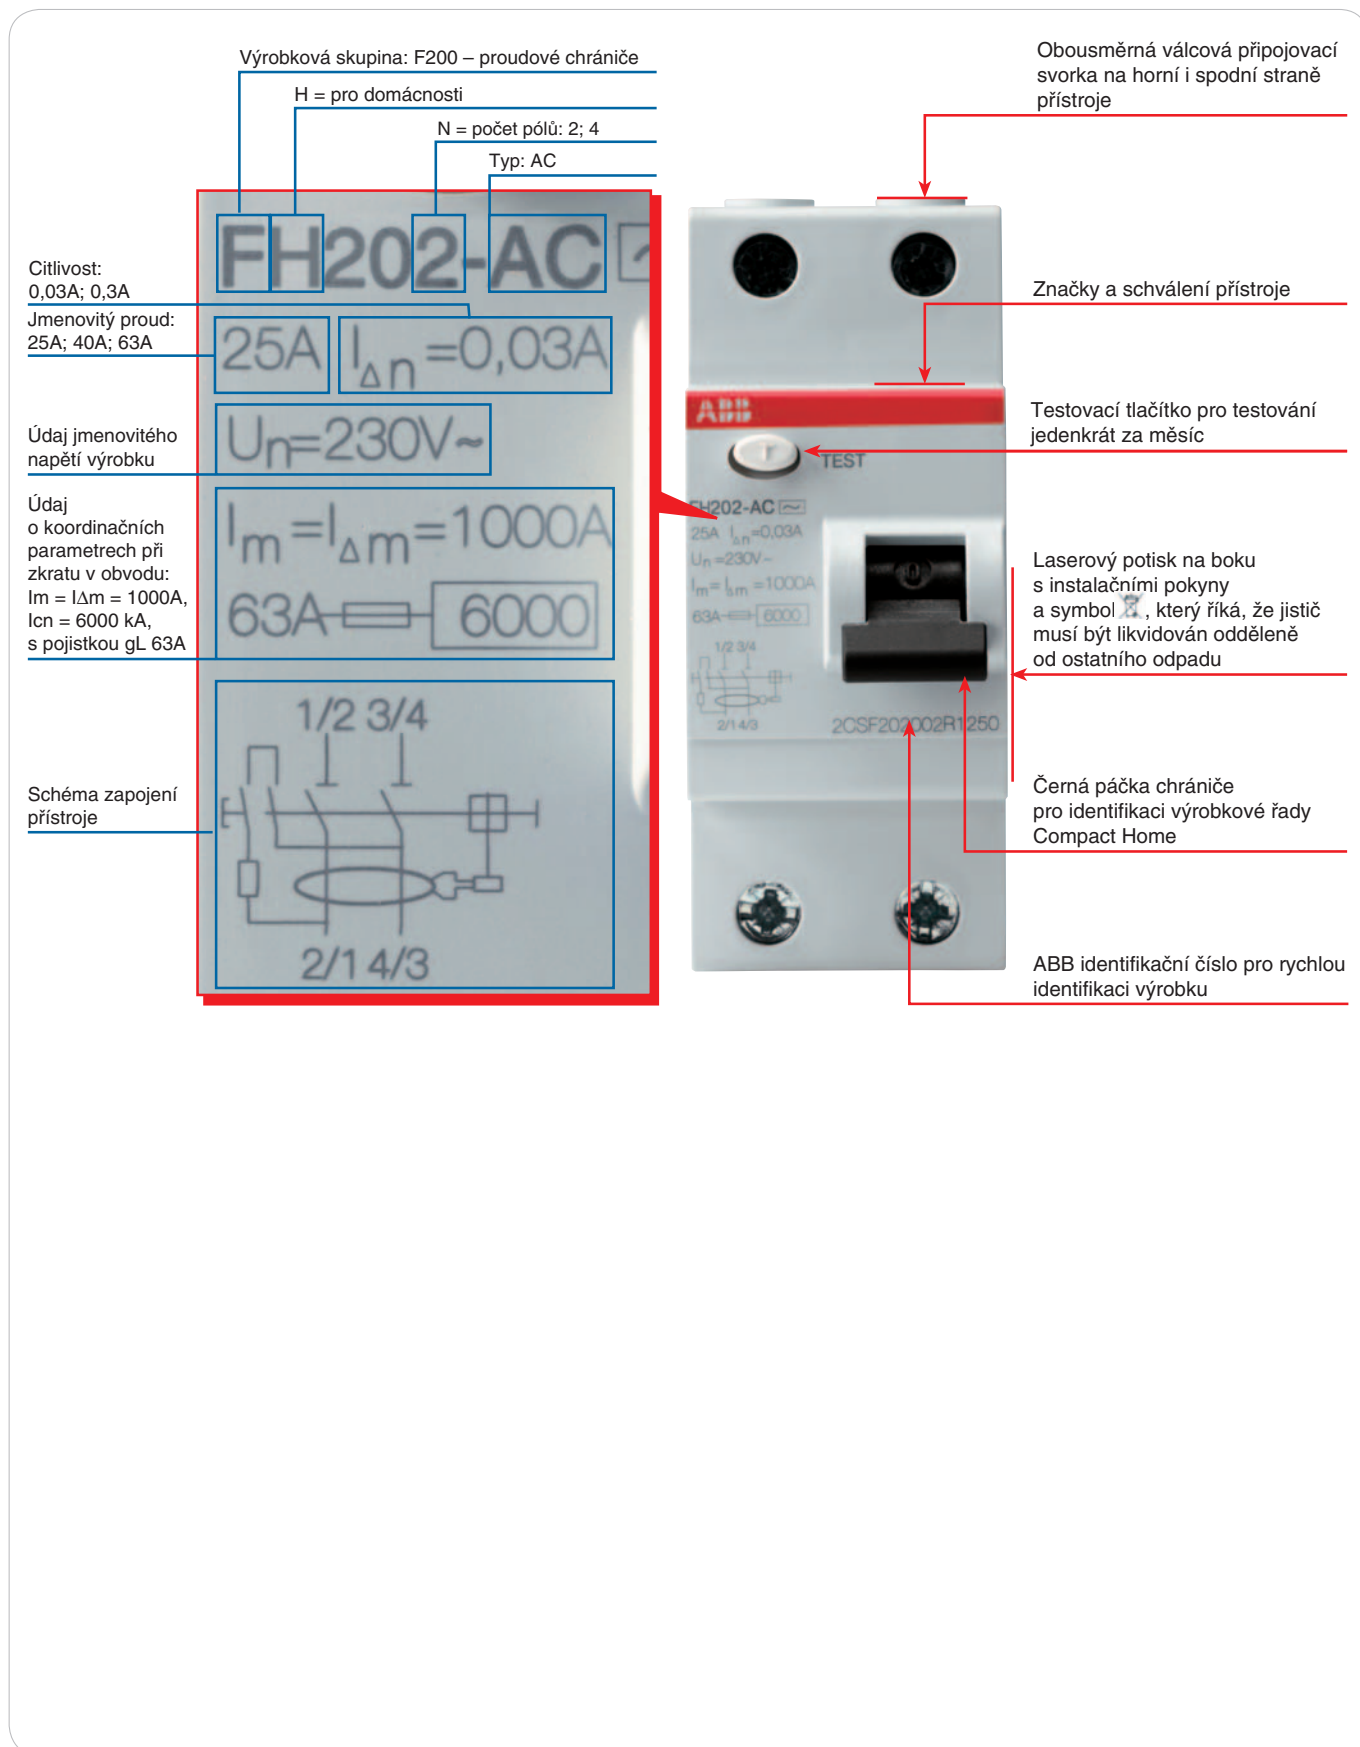 Výrobková skupina: F200 – proudové chrániče
H = pro domácnosti
N = počet pólů: 2; 4
Typ: AC
Citlivost:
0,03A; 0,3A
Jmenovitý proud:
25A; 40A; 63A
Údaj jmenovitého
napětí výrobku
Údaj
o koordinačních
parametrech při
zkratu v obvodu:
Im = I∆m = 1000A,
Icn = 6000 kA,
s pojistkou gL 63A
Schéma zapojení
přístroje
FH202-AC
25A I∆n=0,03A
Un=230V~
Im=I∆m=1000A
63A 6000
1/2 3/4
2/1 4/3
ABB
TEST
FH202-AC
25A I∆n=0,03A
Un=230V~
Im=I∆m=1000A
63A 6000
1/2 3/4
2/1 4/3
2CSF202002R1250
Obousměrná válcová připojovací
svorka na horní i spodní straně
přístroje
Značky a schválení přístroje
Testovací tlačítko pro testování
jedenkrát za měsíc
Laserový potisk na boku
s instalačními pokyny
a symbol , který říká, že jistič
musí být likvidován odděleně
od ostatního odpadu
Černá páčka chrániče
pro identifikaci výrobkové řady
Compact Home
ABB identifikační číslo pro rychlou
identifikaci výrobku